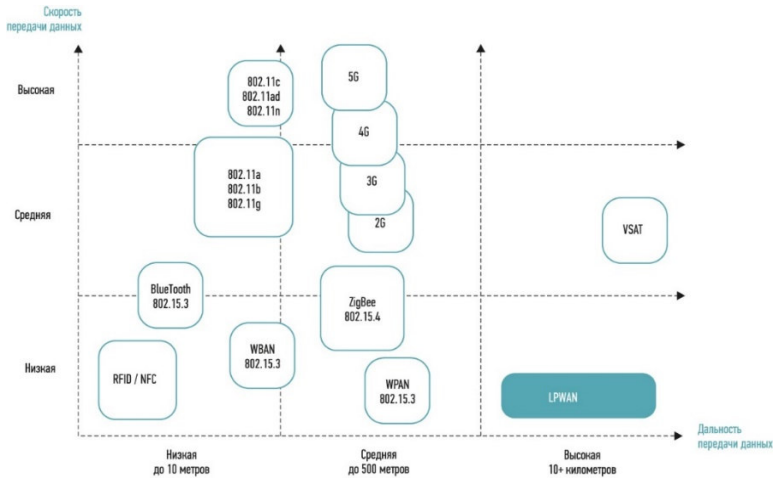 Скорость
передачи данных
Высокая
802.11c
802.11ad
802.11n
5G
4G
802.11a
802.11b
802.11g
3G
Средняя
2G
VSAT
BlueTooth
802.15.3
ZigBee
802.15.4
WBAN
802.15.3
Низкая
RFID / NFC
WPAN
802.15.3
LPWAN
Дальность
передачи данных
Низкая
до 10 метров
Средняя
до 500 метров
Высокая
10+ километров